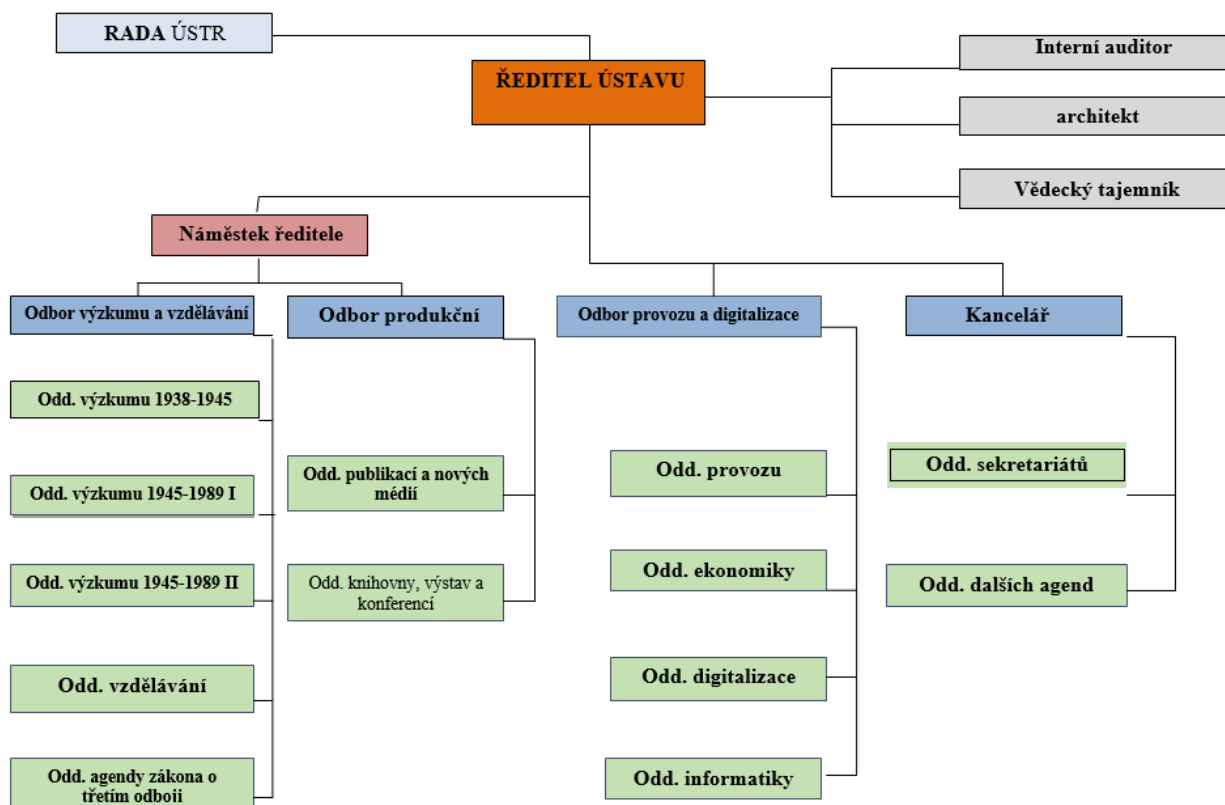 RADA ÚSTR
ŘEDITEL ÚSTAVU
Interní auditor
architekt
Vědecký tajemník
Náměstek ředitele
Odbor výzkumu a vzdělávání
Odbor produkční
Odbor provozu a digitalizace
Kancelář
Odd. výzkumu 1938-1945
Odd. výzkumu 1945-1989 I
Odd. výzkumu 1945-1989 II
Odd. vzdělávání
Odd. agendy zákona o
třetím odboji
Odd. publikací a nových
médií
Odd. knihovny, výstav a
konferencí
Odd. provozu
Odd. ekonomiky
Odd. digitalizace
Odd. informatiky
Odd. sekretariátů
Odd. dalších agend